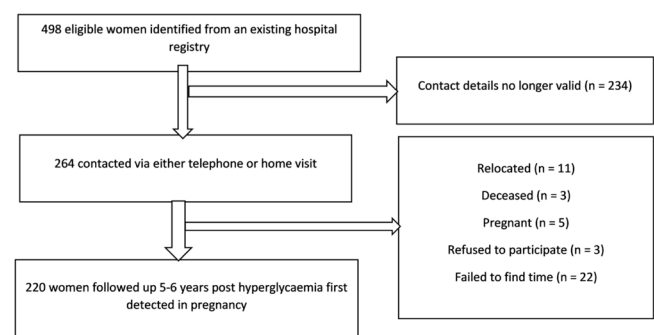 498 eligible women identified from an existing hospital
registry
Contact details no longer valid (n = 234)
264 contacted via either telephone or home visit
Relocated (n = 11)
Deceased (n = 3)
Pregnant (n = 5)
Refused to participate (n = 3)
Failed to find time (n = 22)
220 women followed up 5-6 years post hyperglycaemia first
detected in pregnancy